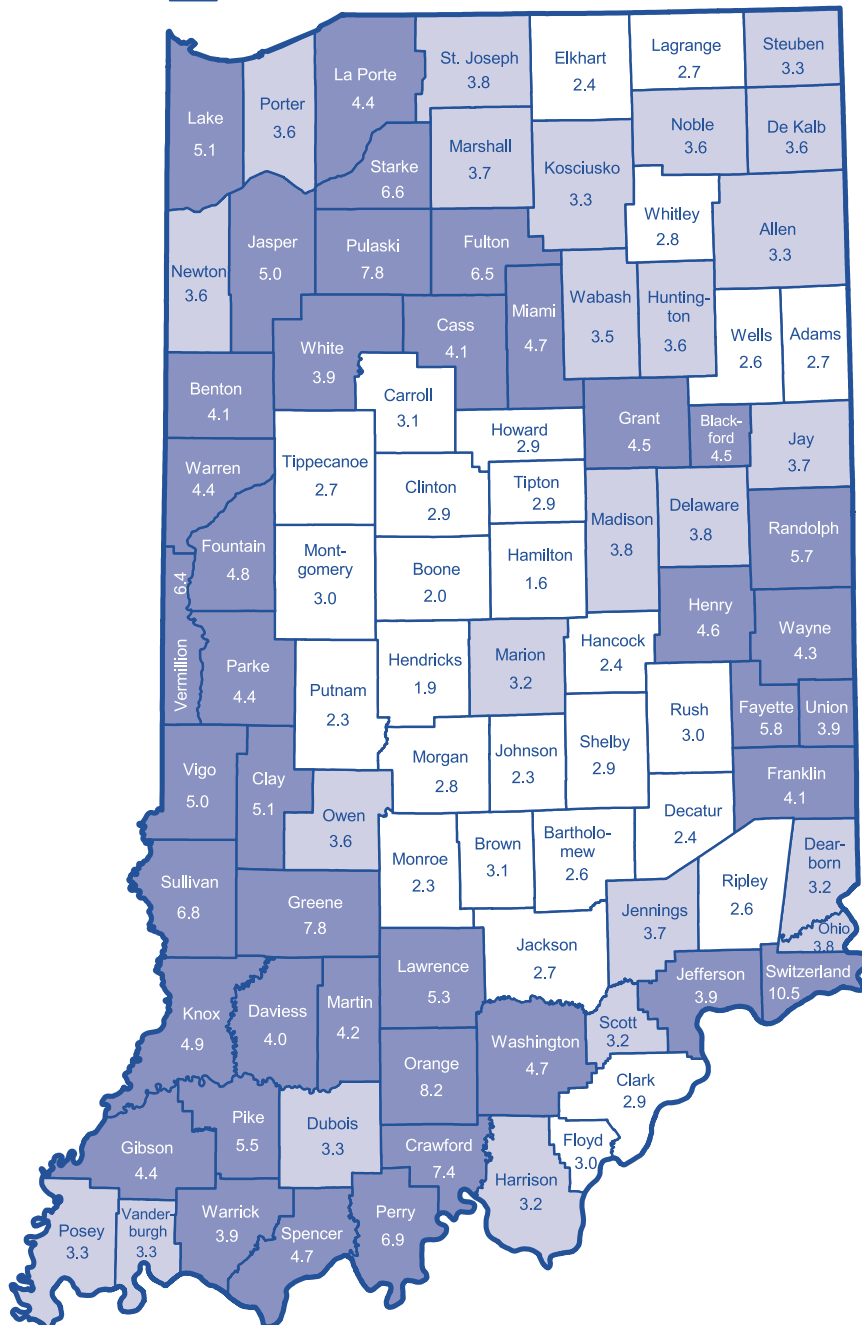 Elkhart
2.4
Lagrange
2.7
Steuben
3.3
St. Joseph
3.8
La Porte
4.4
Porter
3.6
Lake
5.1
Noble
3.6
De Kalb
3.6
Marshall
3.7
Kosciusko
3.3
Starke
6.6
Whitley
2.8
Allen
3.3
Jasper
5.0
Pulaski
7.8
Fulton
6.5
Newton
3.6
Miami
4.7
Wabash
3.5
Hunting-
ton
3.6
Cass
4.1
Wells
2.6
Adams
2.7
White
3.9
Benton
4.1
Carroll
3.1
Grant
4.5
Black-
ford
4.5
Jay
3.7
Howard
2.9
Warren
4.4
Tippecanoe
2.7
Clinton
2.9
Tipton
2.9
Madison
3.8
Delaware
3.8
Randolph
5.7
Fountain
4.8
Mont-
gomery
3.0
Boone
2.0
Hamilton
1.6
Vermillion
6.4
Henry
4.6
Wayne
4.3
Parke
4.4
Putnam
2.3
Hendricks
1.9
Marion
3.2
Hancock
2.4
Rush
3.0
Fayette
5.8
Union
3.9
Vigo
5.0
Clay
5.1
Morgan
2.8
Johnson
2.3
Shelby
2.9
Franklin
4.1
Owen
3.6
Decatur
2.4
Monroe
2.3
Brown
3.1
Bartholo-
mew
2.6
Dear-
born
3.2
Sullivan
6.8
Greene
7.8
Ripley
2.6
Jennings
3.7
Ohio
3.8
Jackson
2.7
Lawrence
5.3
Jefferson
3.9
Switzerland
10.5
Knox
4.9
Daviess
4.0
Martin
4.2
Scott
3.2
Washington
4.7
Orange
8.2
Clark
2.9
Pike
5.5
Dubois
3.3
Floyd
3.0
Gibson
4.4
Crawford
7.4
Harrison
3.2
Posey
3.3
Vander-
burgh
3.3
Warrick
3.9
Spencer
4.7
Perry
6.9